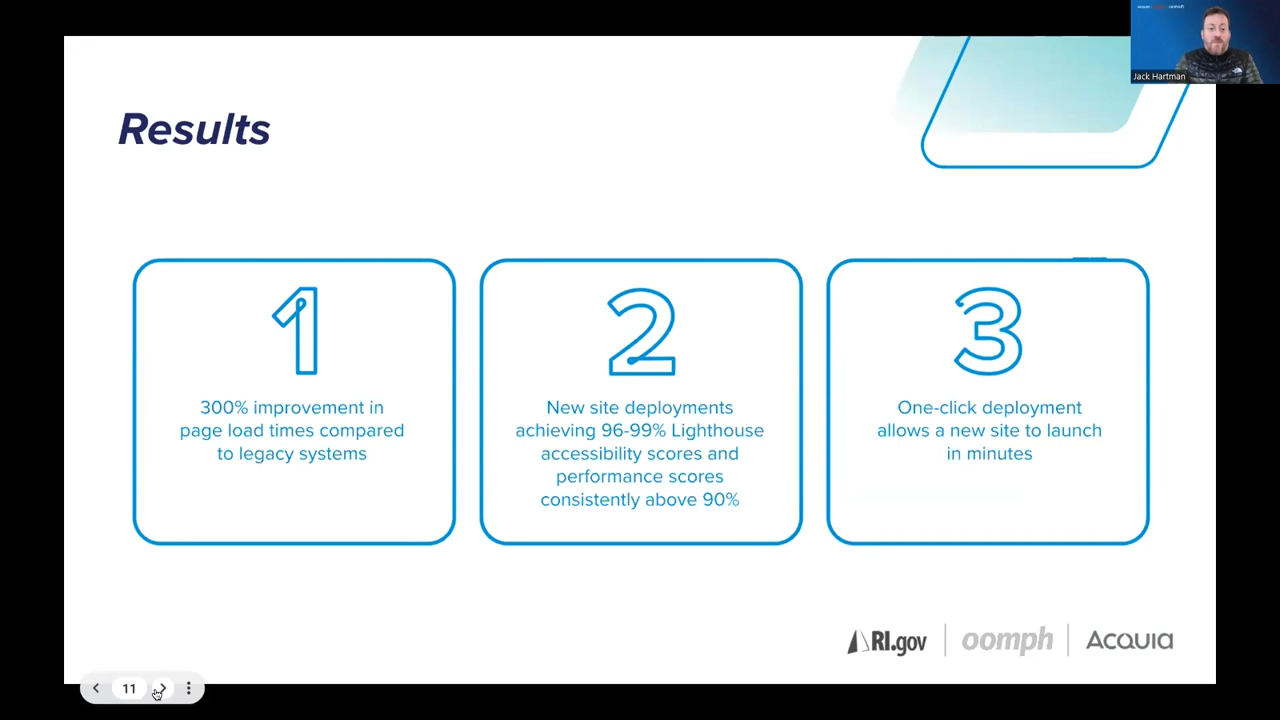 Jack Hartman
Results
1
300% improvement in
page load times compared
to legacy systems
2
New site deployments
achieving 96-99% Lighthouse
accessibility scores and
performance scores
consistently above 90%
3
One-click deployment
allows a new site to launch
in minutes
RI.gov
oomph
Acquia
11